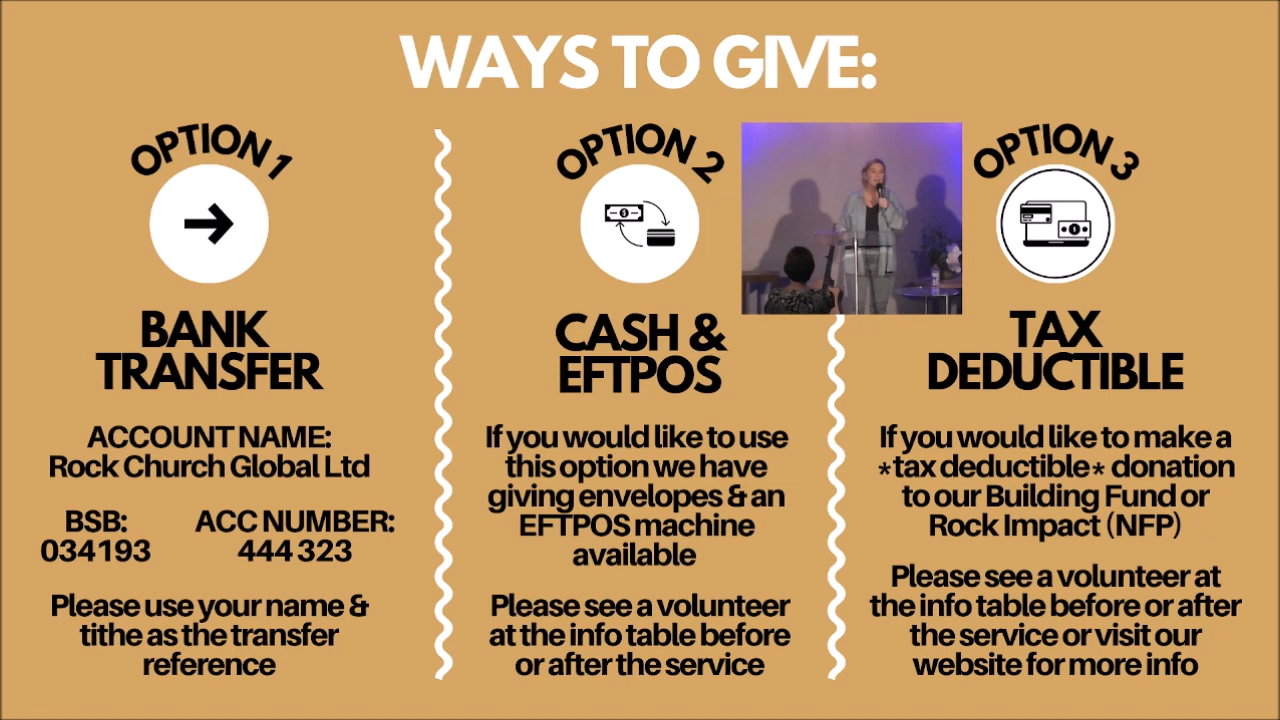 WAYS TO GIVE:
OPTION 1
BANK
TRANSFER
ACCOUNT NAME:
Rock Church Global Ltd
BSB:
034 193
ACC NUMBER:
444 323
Please use your name &
tithe as the transfer
reference
OPTION 2
CASH &
EFTPOS
If you would like to use
this option we have
giving envelopes & an
EFTPOS machine
available
Please see a volunteer
at the info table before
or after the service
OPTION 3
TAX
DEDUCTIBLE
If you would like to make a
*tax deductible* donation
to our Building Fund or
Rock Impact (NFP)
Please see a volunteer at
the info table before or after
the service or visit our
website for more info